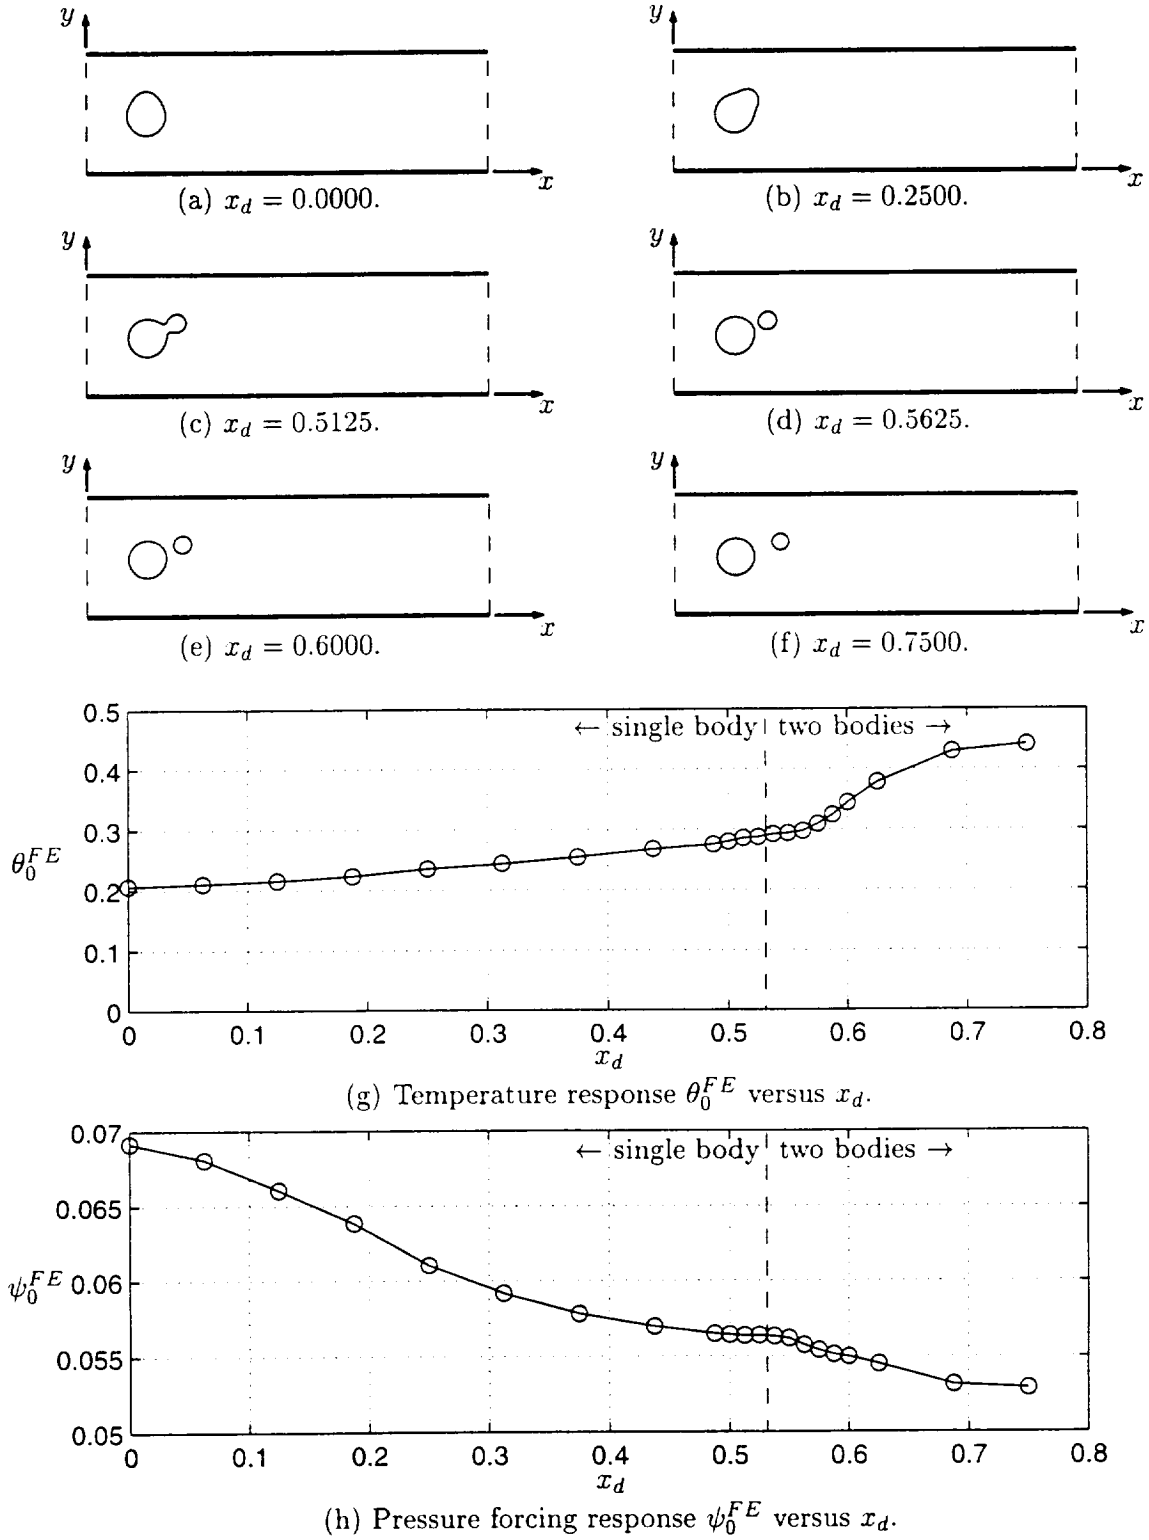 y y
x x
(a) x_d = 0.0000. (b) x_d = 0.2500.
y y
x x
(c) x_d = 0.5125. (d) x_d = 0.5625.
y y
x x
(e) x_d = 0.6000. (f) x_d = 0.7500.
0.5
← single body two bodies →
0.4
0.3
θ_0^{FE}
0.2
0.1
0
0 0.1 0.2 0.3 0.4 0.5 0.6 0.7 0.8
x_d
(g) Temperature response θ_0^{FE} versus x_d.
0.07
← single body two bodies →
0.065
ψ_0^{FE} 0.06
0.055
0.05
0 0.1 0.2 0.3 0.4 0.5 0.6 0.7 0.8
x_d
(h) Pressure forcing response ψ_0^{FE} versus x_d.